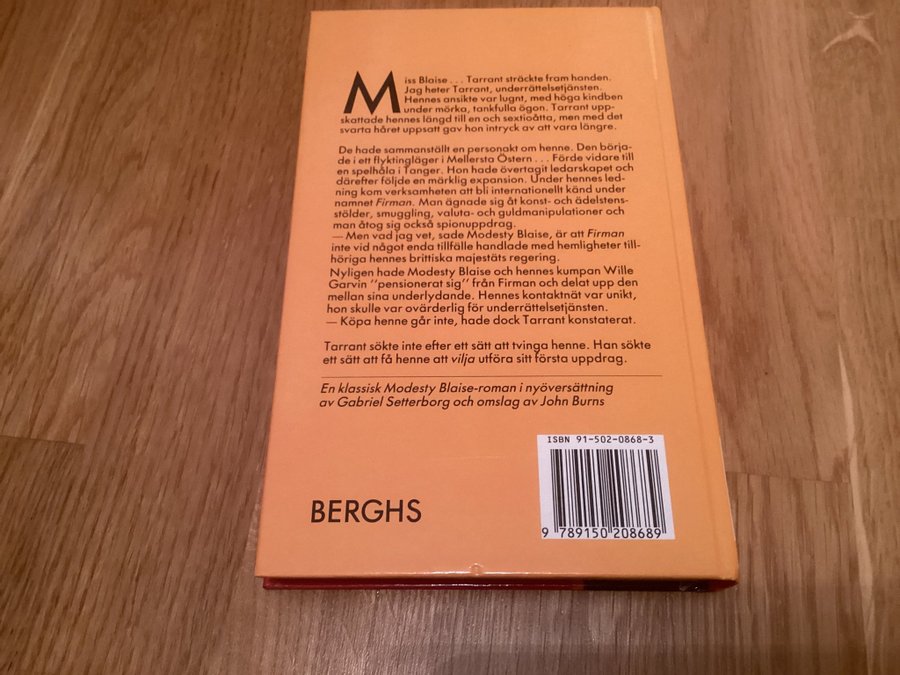 Miss Blaise . . . Tarrant sträckte fram handen.
Jag heter Tarrant, underrättelsetjänsten.
Hennes ansikte var lugnt, med höga kindben
under mörka, tankfulla ögon. Tarrant upp-
skattade hennes längd till en och sextioåtta, men med det
svarta håret uppsatt gav hon intryck av att vara längre.
De hade sammanställt en personakt om henne. Den börja-
de i ett flyktingläger i Mellersta Östern . . . Förde vidare till
en spelhåla i Tanger. Hon hade övertagit ledarskapet och
därefter följde en märklig expansion. Under hennes led-
ning kom verksamheten att bli internationellt känd under
namnet Firman. Man ägnade sig åt konst- och ädelstens-
stölder, smuggling, valuta- och guldmanipulationer och
man åtog sig också spionuppdrag.
— Men vad jag vet, sade Modesty Blaise, är att Firman
inte vid något enda tillfälle handlade med hemligheter till-
höriga hennes brittiska majestäts regering.
Nyligen hade Modesty Blaise och hennes kumpan Wille
Garvin "pensionerat sig" från Firman och delat upp den
mellan sina underlydande. Hennes kontaktnät var unikt,
hon skulle var ovärderlig för underrättelsetjänsten.
— Köpa henne går inte, hade dock Tarrant konstaterat.
Tarrant sökte inte efter ett sätt att tvinga henne. Han sökte
ett sätt att få henne att vilja utföra sitt första uppdrag.
En klassisk Modesty Blaise-roman i nyöversättning
av Gabriel Setterborg och omslag av John Burns
ISBN 91-502-0868-3
BERGHS
9 789150 208689